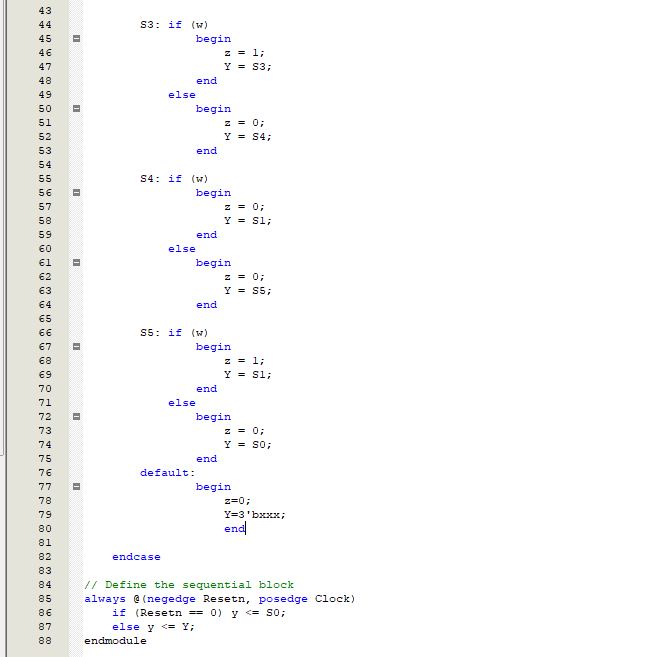 43
44 S3: if (w)
45 begin
46 z = 1;
47 Y = S3;
48 end
49 else
50 begin
51 z = 0;
52 Y = S4;
53 end
54
55 S4: if (w)
56 begin
57 z = 0;
58 Y = S1;
59 end
60 else
61 begin
62 z = 0;
63 Y = S5;
64 end
65
66 S5: if (w)
67 begin
68 z = 1;
69 Y = S1;
70 end
71 else
72 begin
73 z = 0;
74 Y = S0;
75 end
76 default:
77 begin
78 z=0;
79 Y=3'bxxx;
80 end
81
82 endcase
83
84 // Define the sequential block
85 always @(negedge Resetn, posedge Clock)
86 if (Resetn == 0) y <= S0;
87 else y <= Y;
88 endmodule